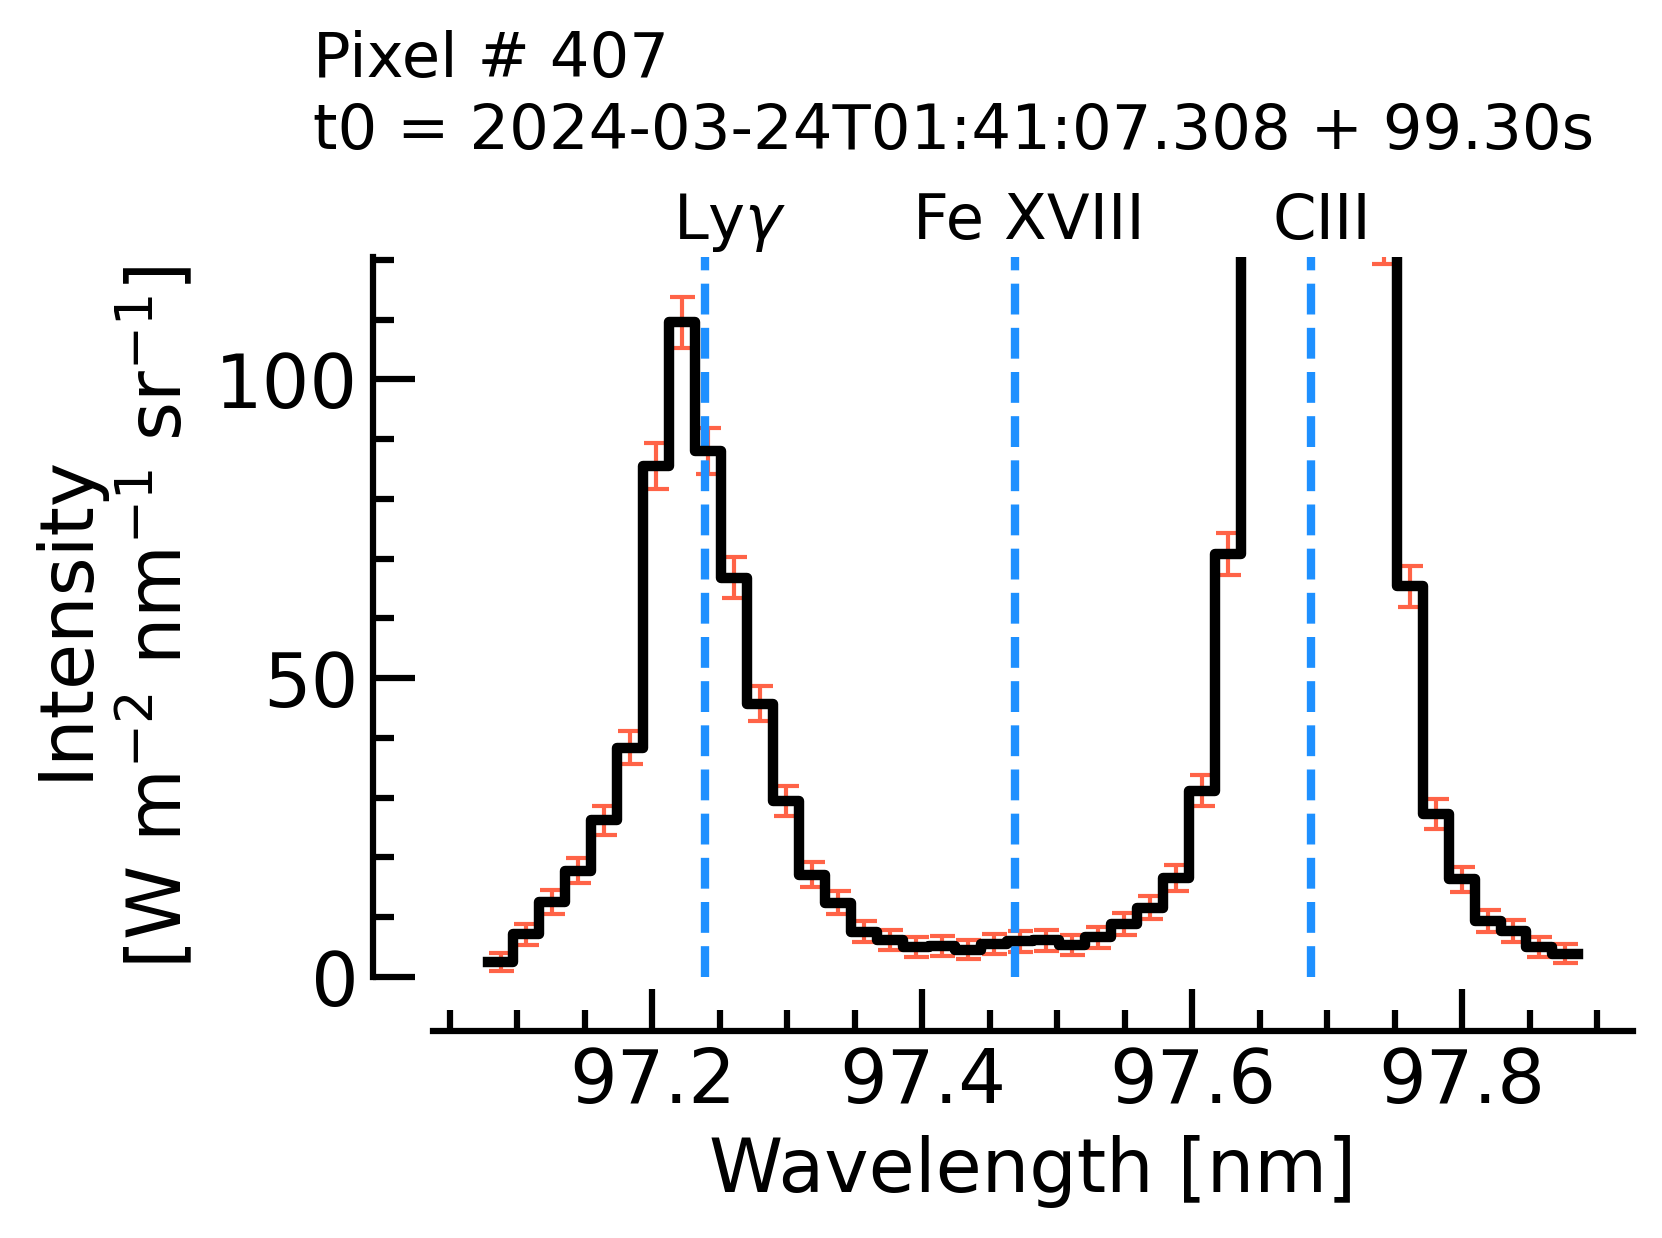 Pixel # 407
t0 = 2024-03-24T01:41:07.308 + 99.30s
Lyγ Fe XVIII CIII
Intensity
[W m⁻² nm⁻¹ sr⁻¹]
100
50
0
97.2 97.4 97.6 97.8
Wavelength [nm]